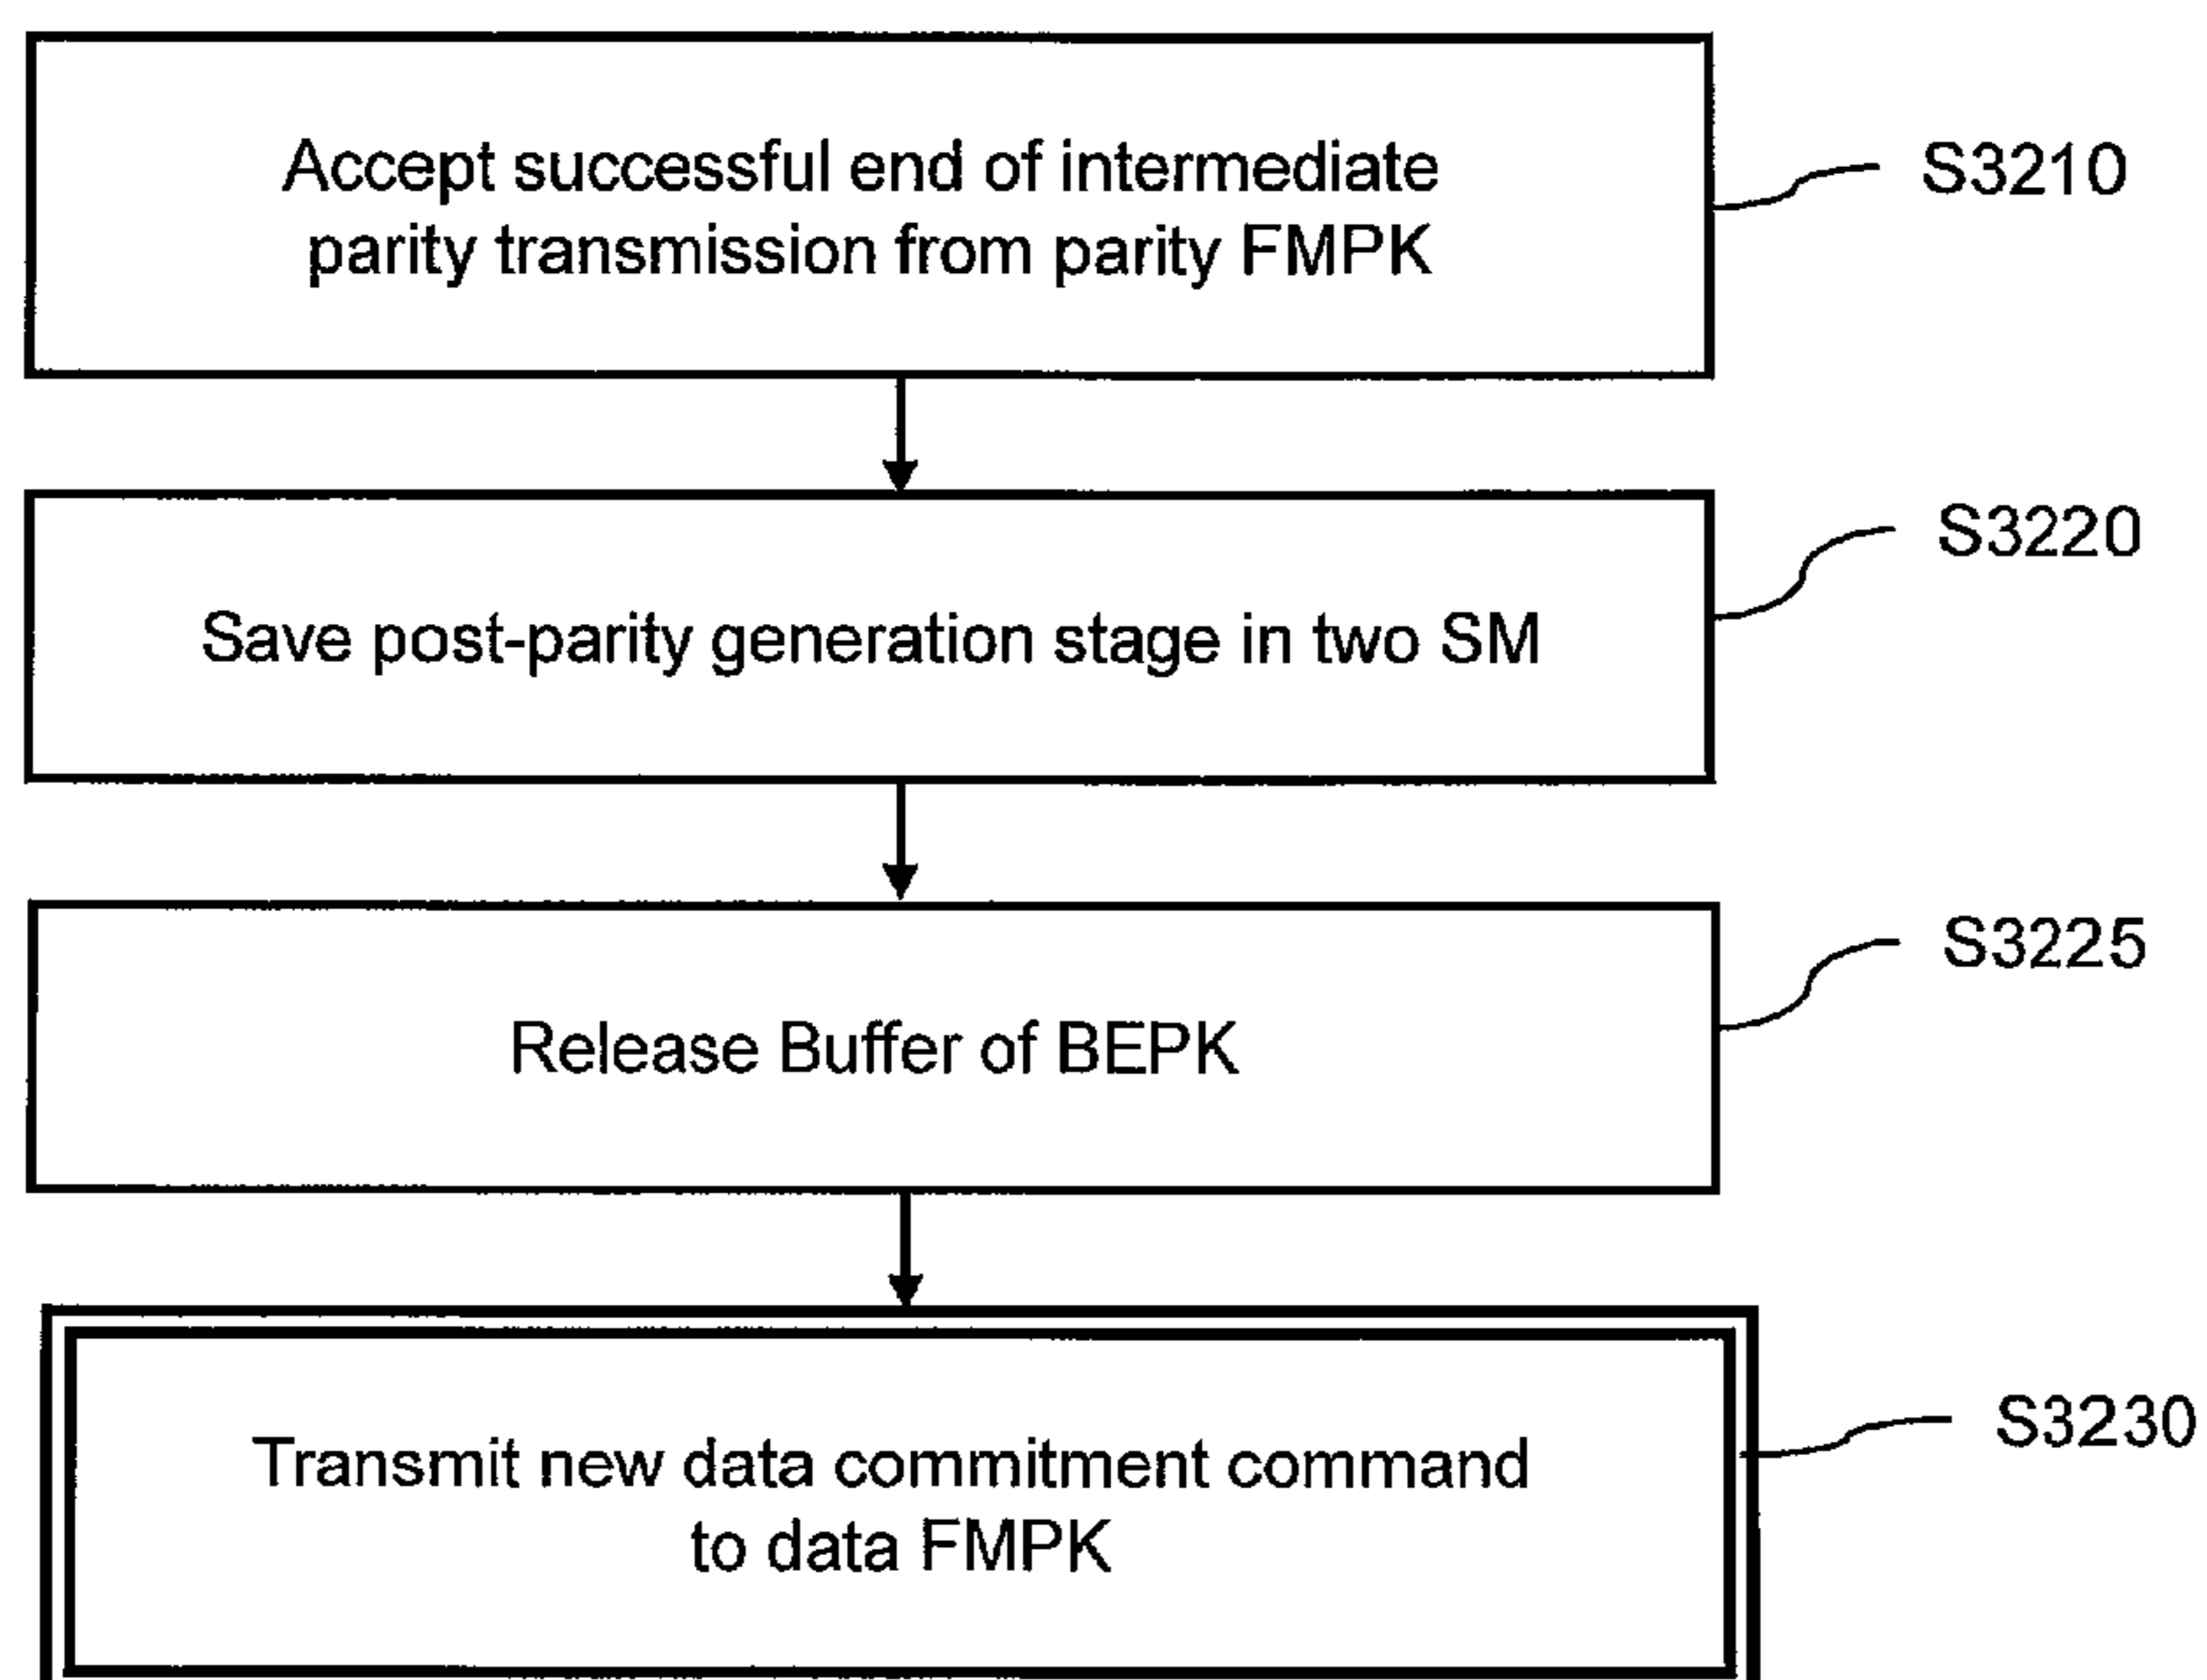 Accept successful end of intermediate
parity transmission from parity FMPK
S3210
Save post-parity generation stage in two SM
S3220
Release Buffer of BEPK
S3225
Transmit new data commitment command
to data FMPK
S3230